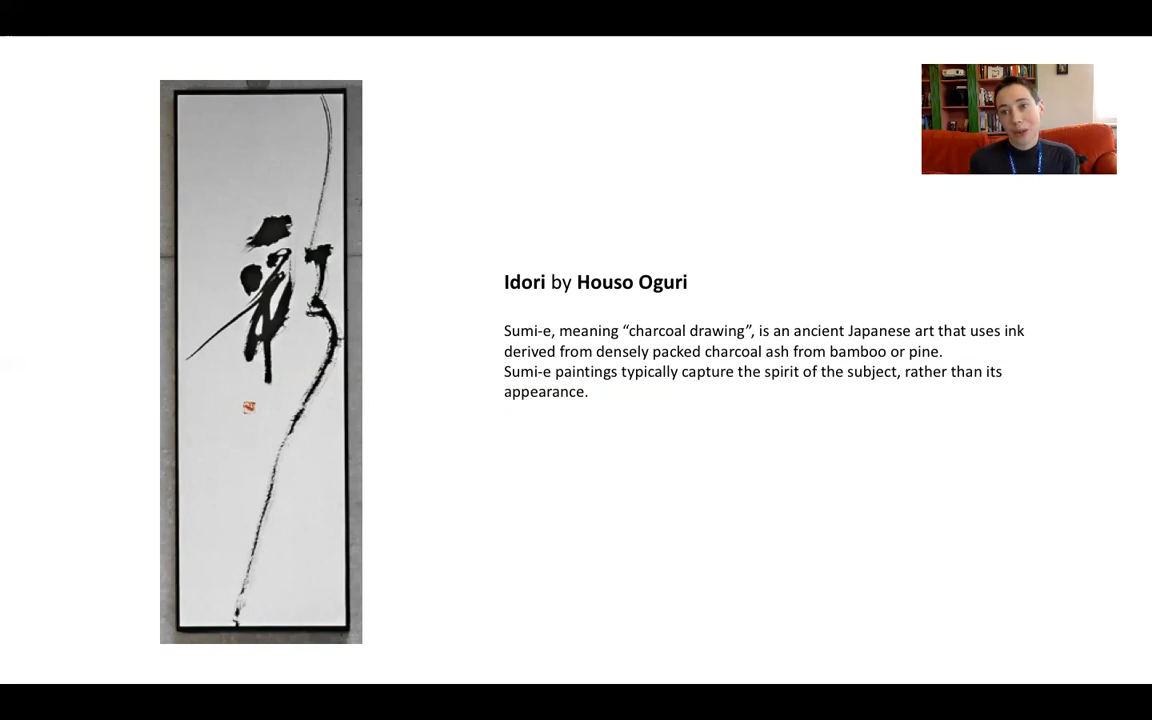 Idori by Houso Oguri
Sumi-e, meaning “charcoal drawing”, is an ancient Japanese art that uses ink
derived from densely packed charcoal ash from bamboo or pine.
Sumi-e paintings typically capture the spirit of the subject, rather than its
appearance.